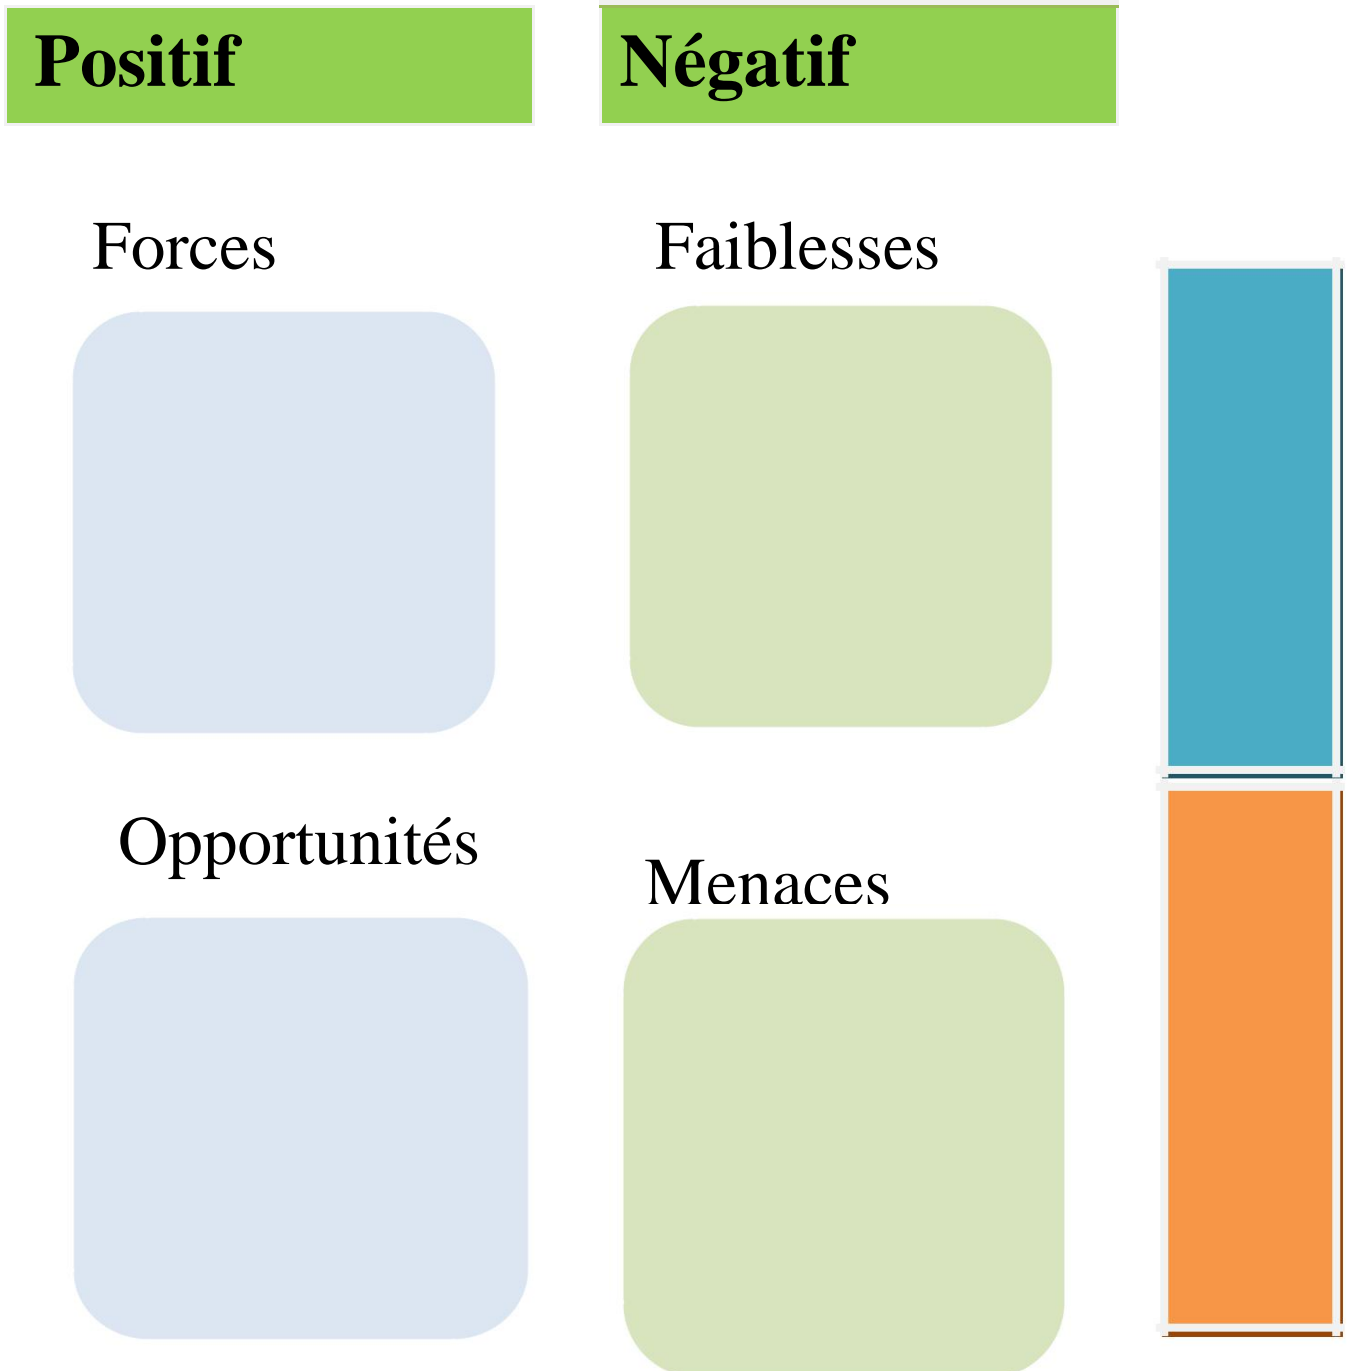 Positif
Négatif
Forces
Faiblesses
Opportunités
Menaces